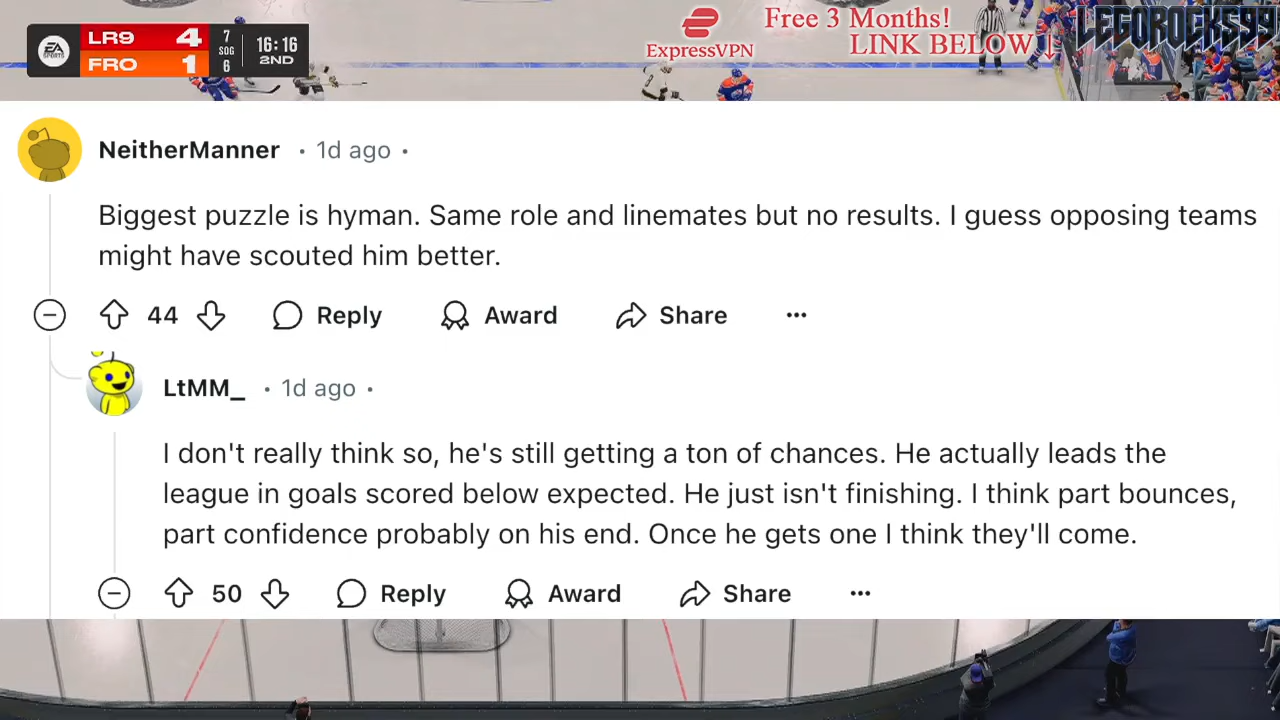 LR9 4
FRO 1
7
SOG
6
16:16
2ND
EA
SPORTS
ExpressVPN
Free 3 Months!
LINK BELOW↓
LEGOROCKS99
NeitherManner • 1d ago •
Biggest puzzle is hyman. Same role and linemates but no results. I guess opposing teams
might have scouted him better.
44 Reply Award Share ...
LtMM_ • 1d ago •
I don't really think so, he's still getting a ton of chances. He actually leads the
league in goals scored below expected. He just isn't finishing. I think part bounces,
part confidence probably on his end. Once he gets one I think they'll come.
50 Reply Award Share ...